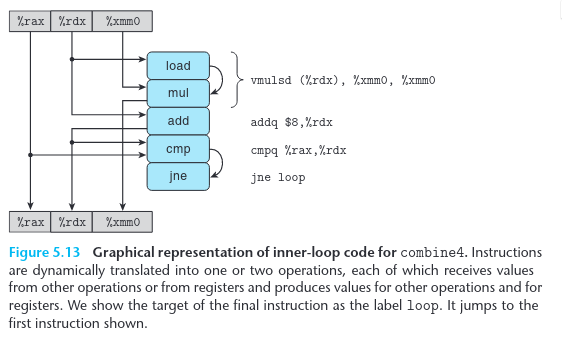 %rax %rdx %xmm0
load
mul
vmulsd (%rdx), %xmm0, %xmm0
add
addq $8,%rdx
cmp
cmpq %rax,%rdx
jne
jne loop
%rax %rdx %xmm0
Figure 5.13 Graphical representation of inner-loop code for combine4. Instructions
are dynamically translated into one or two operations, each of which receives values
from other operations or from registers and produces values for other operations and for
registers. We show the target of the final instruction as the label loop. It jumps to the
first instruction shown.